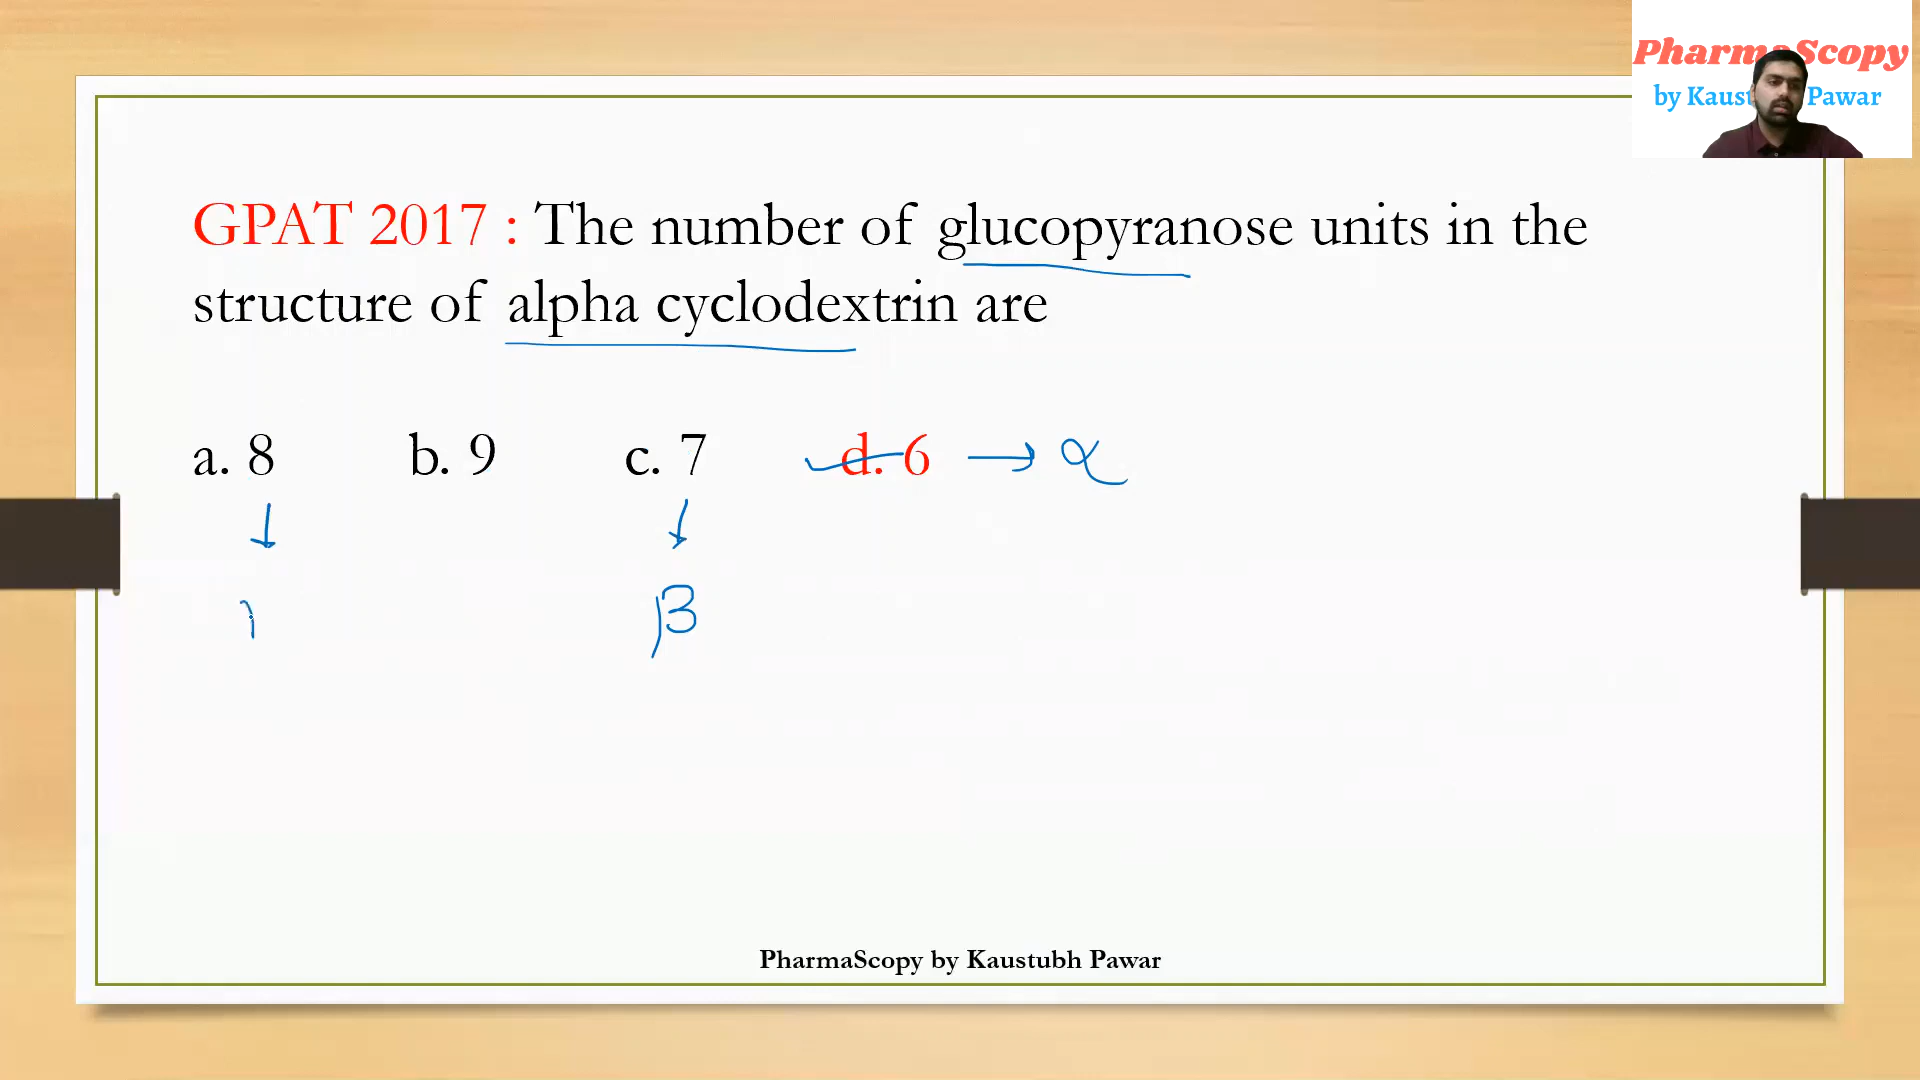 PharmaScopy
by Kaust Pawar
GPAT 2017 : The number of glucopyranose units in the
structure of alpha cyclodextrin are
a. 8 b. 9 c. 7 d. 6 → α
β
PharmaScopy by Kaustubh Pawar